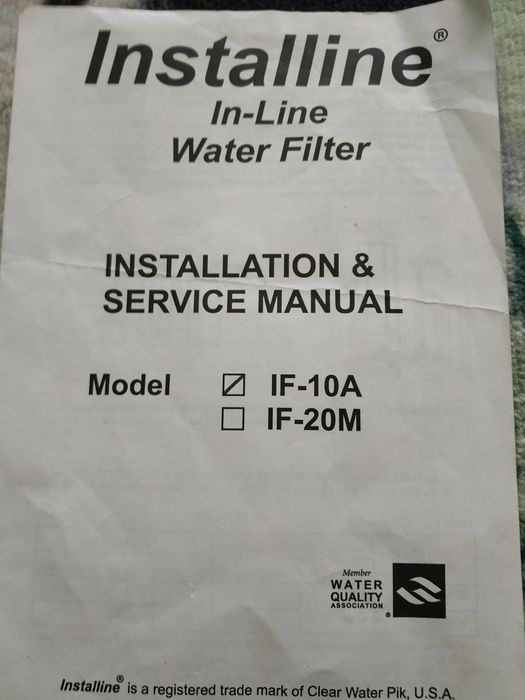 Installine®
In-Line
Water Filter
INSTALLATION &
SERVICE MANUAL
Model ☑ IF-10A
☐ IF-20M
Member
WATER
QUALITY
ASSOCIATION
®
Installine® is a registered trade mark of Clear Water Pik, U.S.A.